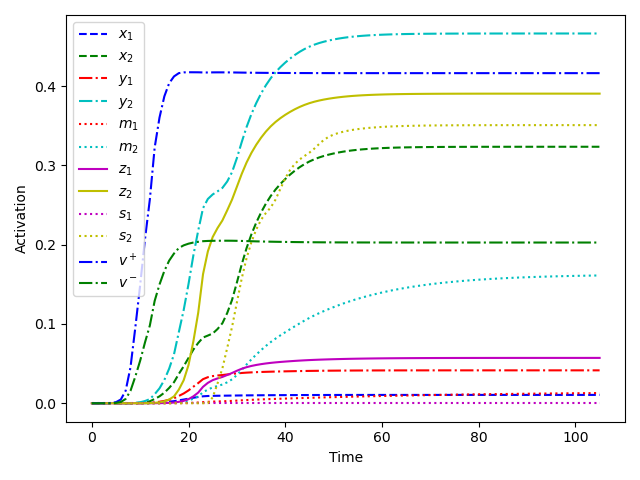 x₁
x₂
y₁
y₂
m₁
m₂
z₁
z₂
s₁
s₂
v⁺
v⁻
Activation
0.4
0.3
0.2
0.1
0.0
0 20 40 60 80 100
Time